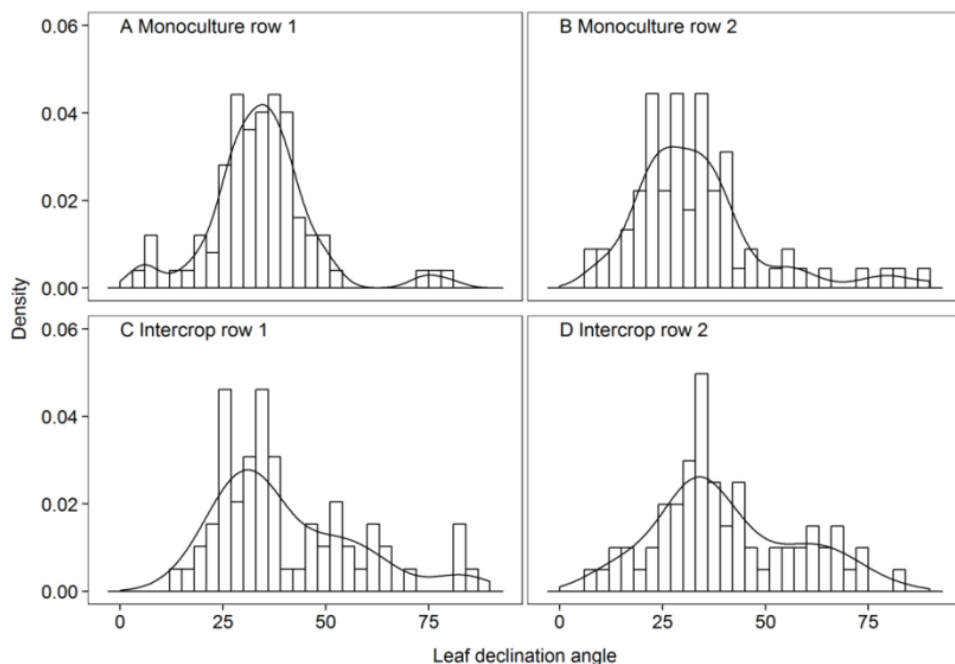 A Monoculture row 1
B Monoculture row 2
0.06
0.04
0.02
0.00
C Intercrop row 1
D Intercrop row 2
0.06
0.04
0.02
0.00
Density
0 25 50 75
0 25 50 75
Leaf declination angle